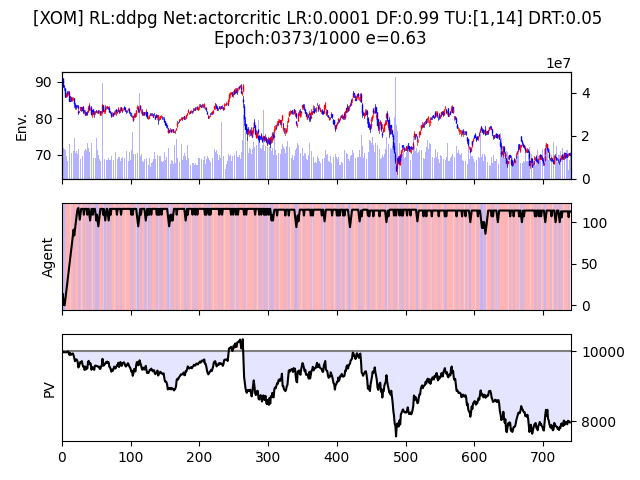 [XOM] RL:ddpg Net:actorcritic LR:0.0001 DF:0.99 TU:[1,14] DRT:0.05
Epoch:0373/1000 e=0.63
1e7
90
80
70
Env.
4
2
0
Agent
100
50
0
PV
10000
8000
0 100 200 300 400 500 600 700